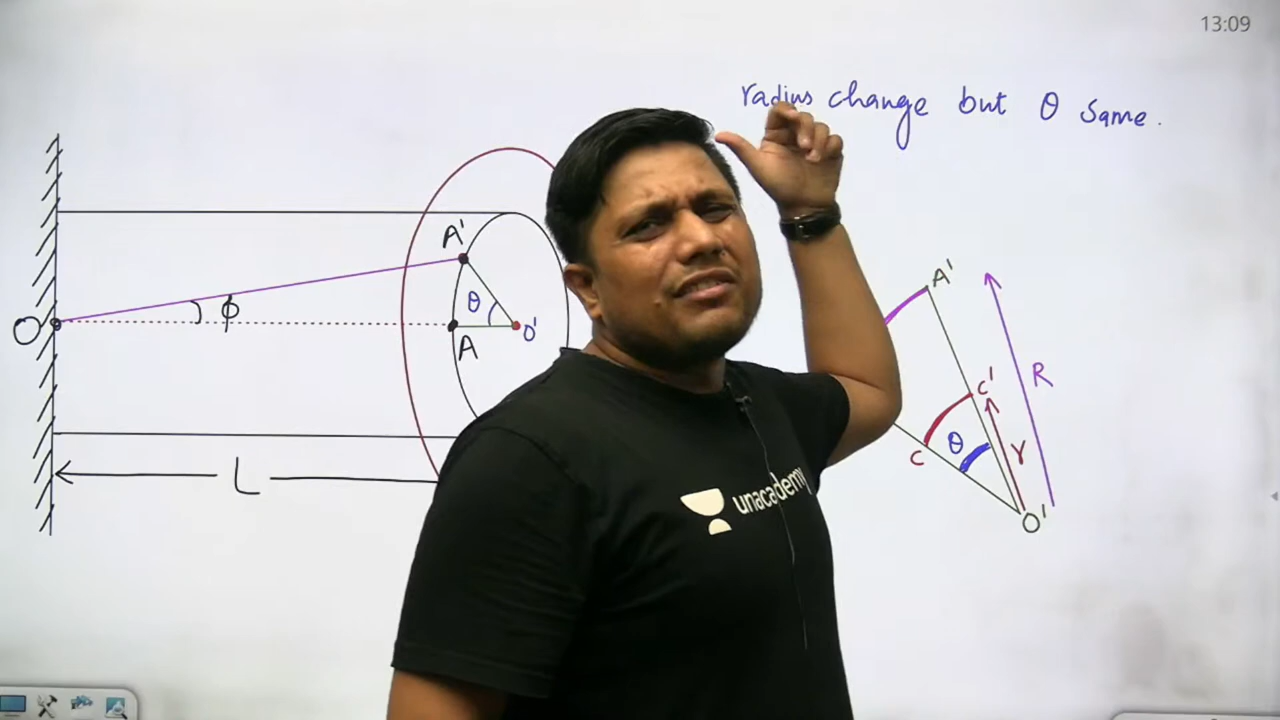 13:09
radius change but θ same.
A'
θ
ϕ
O
O'
A
L
A'
R
C'
θ
r
C
O'
unacademy